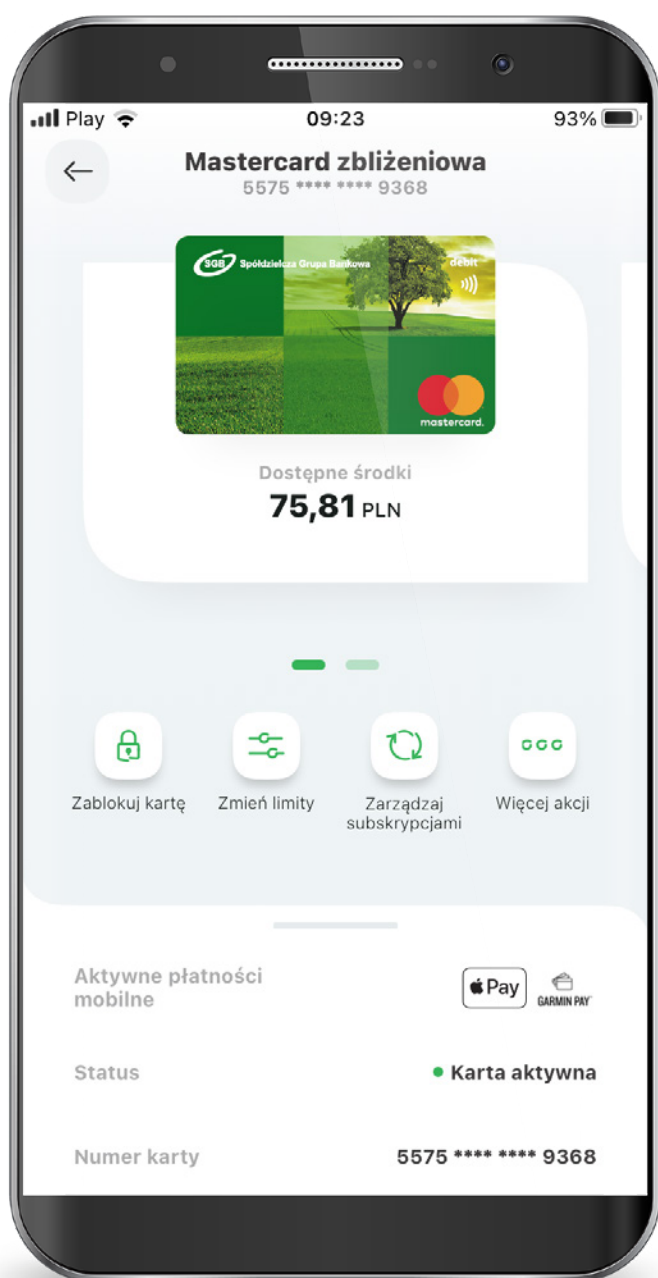 Play
09:23
93%
Mastercard zbliżeniowa
5575 **** **** 9368
SGB Spółdzielcza Grupa Bankowa
debit
mastercard.
Dostępne środki
75,81 PLN
Zablokuj kartę
Zmień limity
Zarządzaj
subskrypcjami
Więcej akcji
Aktywne płatności
mobilne
Pay
GARMIN PAY
Status
Karta aktywna
Numer karty
5575 **** **** 9368